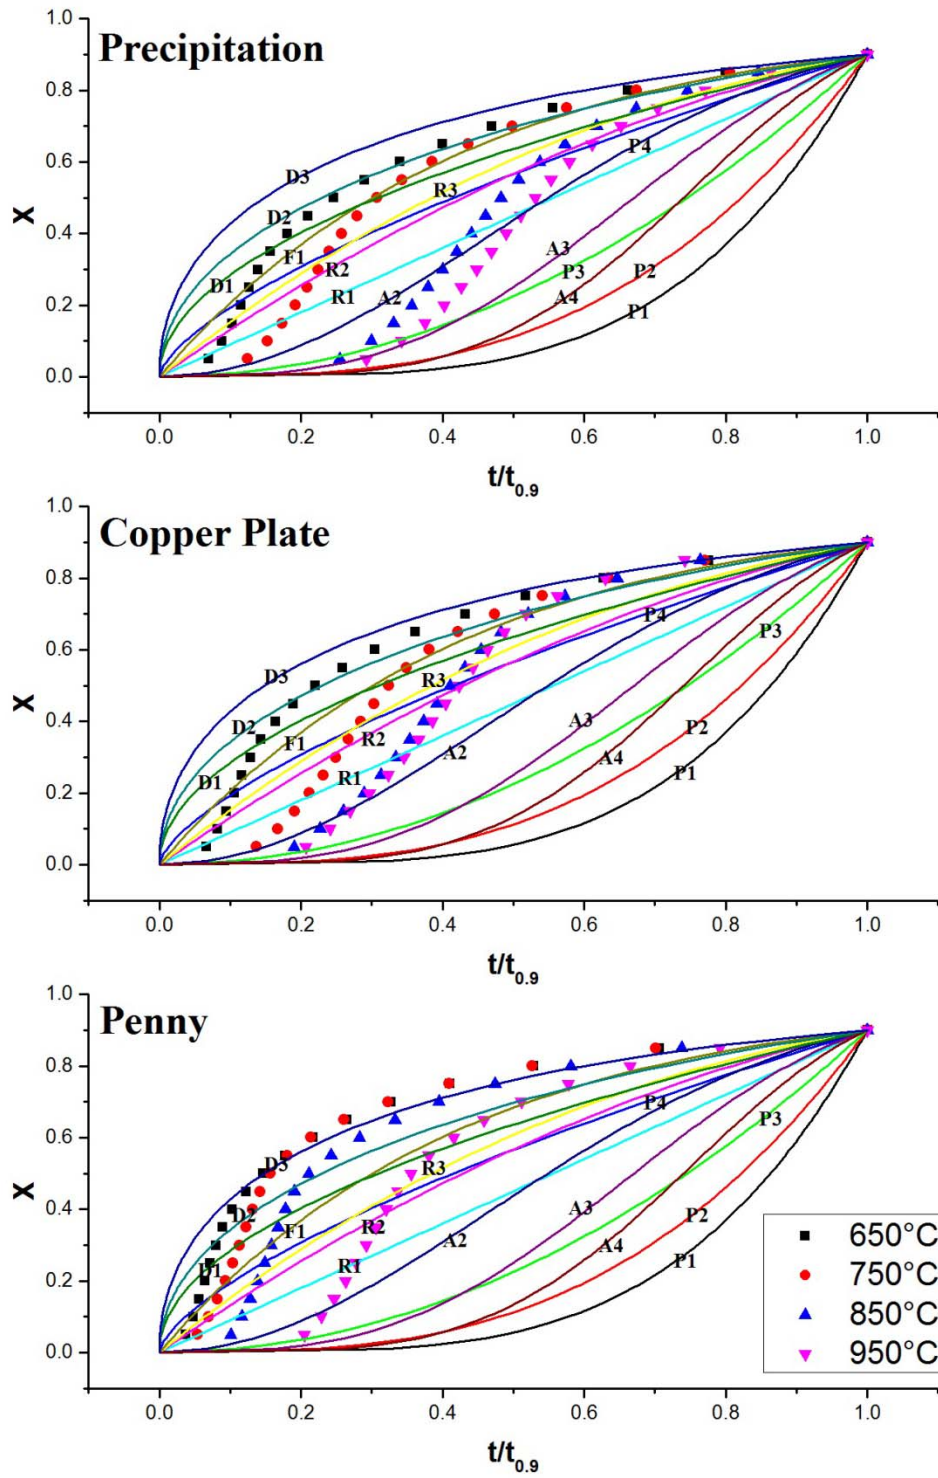 1.0
Precipitation
0.8
P4
0.6
D3
R3
X
D2
0.4
F1
A3
R2
P3
P2
D1
R1
A2
A4
0.2
P1
0.0
0.0
0.2
0.4
0.6
0.8
1.0
t/t0.9
1.0
Copper Plate
0.8
P4
P3
0.6
D3
R3
X
D2
0.4
F1
R2
A3
P2
A2
A4
D1
R1
P1
0.2
0.0
0.0
0.2
0.4
0.6
0.8
1.0
t/t0.9
1.0
Penny
0.8
P4
P3
0.6
D3
R3
X
D2
0.4
A3
P2
F1
R2
A2
A4
P1
D1
R1
0.2
0.0
650°C
750°C
850°C
950°C
0.0
0.2
0.4
0.6
0.8
1.0
t/t0.9